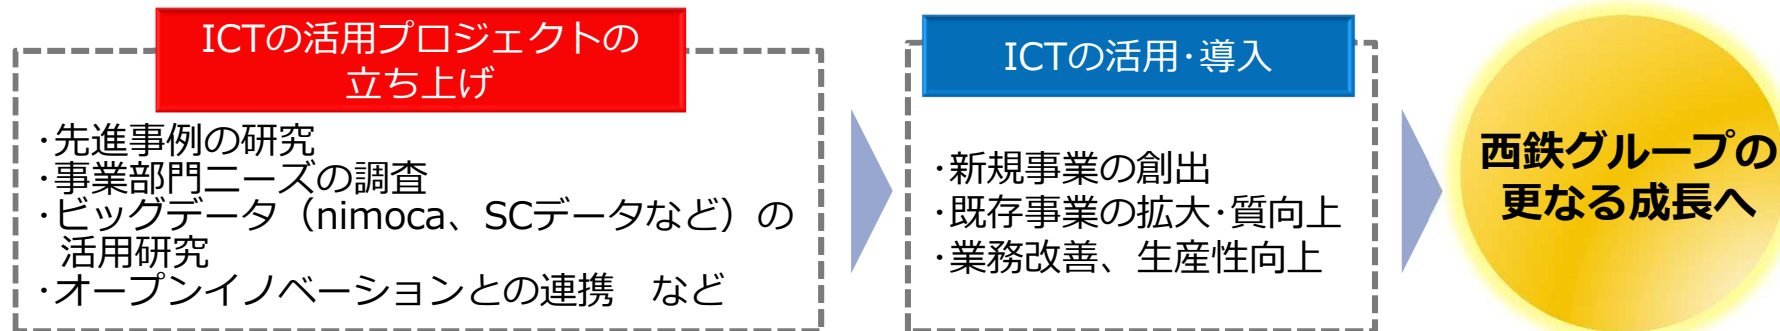 ICTの活用プロジェクトの
立ち上げ
・先進事例の研究
・事業部門ニーズの調査
・ビッグデータ（nimoca、SCデータなど）の
活用研究
・オープンイノベーションとの連携　など
ICTの活用・導入
・新規事業の創出
・既存事業の拡大・質向上
・業務改善、生産性向上
西鉄グループの
更なる成長へ